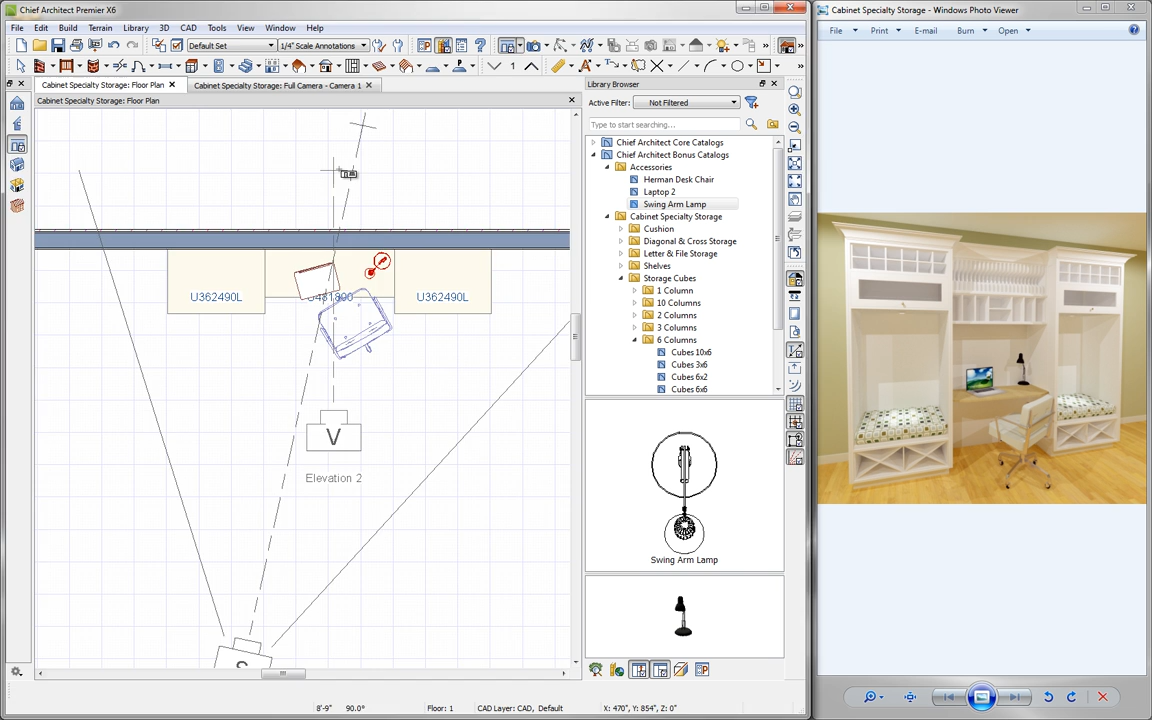 Chief Architect Premier X6
File Edit Build Terrain Library 3D CAD Tools View Window Help
Default Set
1/4" Scale Annotations
1
Cabinet Specialty Storage: Floor Plan
Cabinet Specialty Storage: Full Camera - Camera 1
Cabinet Specialty Storage: Floor Plan
U362490L
U481800
U362490L
V
Elevation 2
8'-9" 90.0° Floor: 1 CAD Layer: CAD, Default X: 470", Y: 854", Z: 0"
Library Browser
Active Filter: Not Filtered
Type to start searching...
Chief Architect Core Catalogs
Chief Architect Bonus Catalogs
Accessories
Herman Desk Chair
Laptop 2
Swing Arm Lamp
Cabinet Specialty Storage
Cushion
Diagonal & Cross Storage
Letter & File Storage
Shelves
Storage Cubes
1 Column
10 Columns
2 Columns
3 Columns
6 Columns
Cubes 10x6
Cubes 3x6
Cubes 6x2
Cubes 6x6
Swing Arm Lamp
Cabinet Specialty Storage - Windows Photo Viewer
File Print E-mail Burn Open